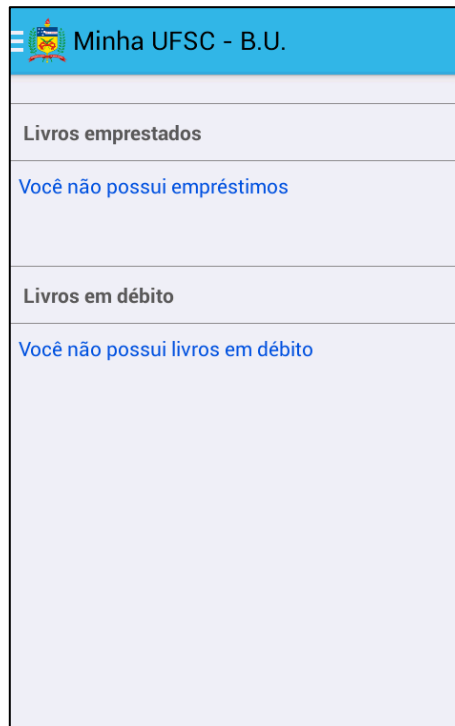 Minha UFSC - B.U.
Livros emprestados
Você não possui empréstimos
Livros em débito
Você não possui livros em débito